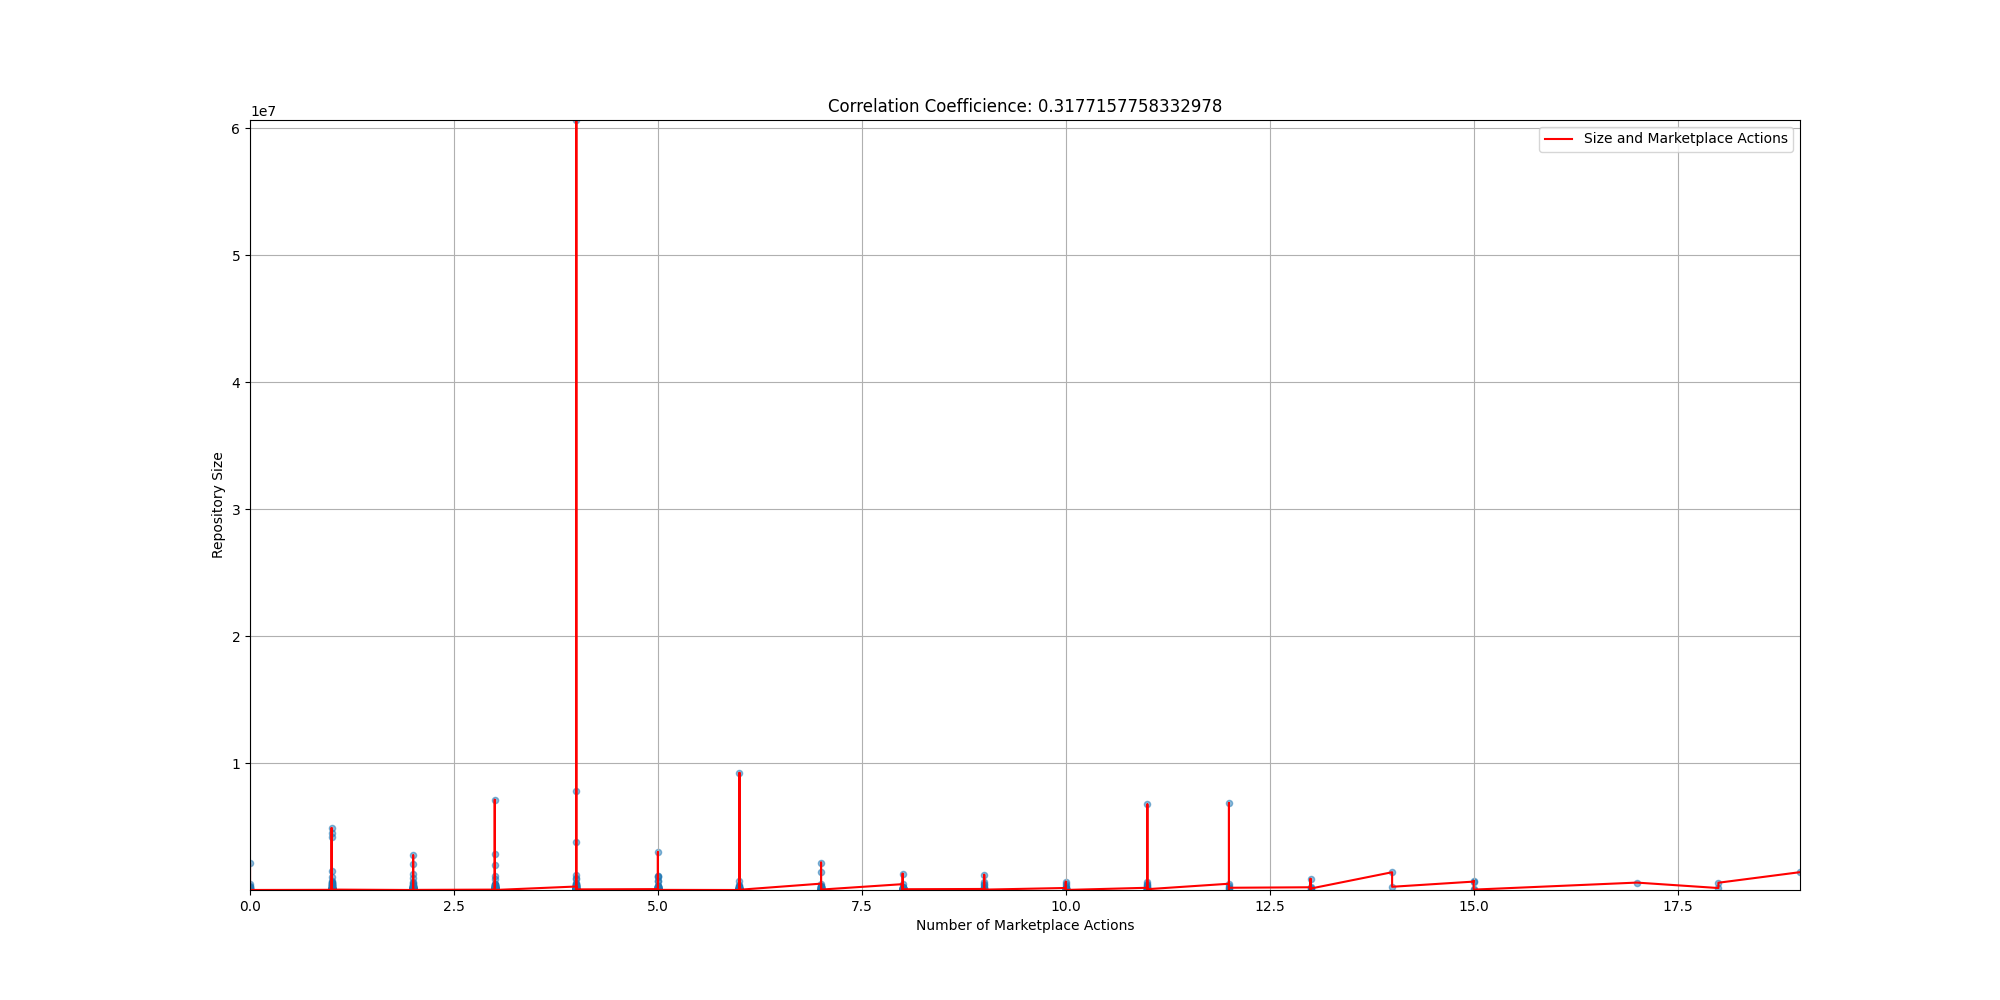 Correlation Coefficience: 0.3177157758332978
1e7
Size and Marketplace Actions
6
5
4
3
2
1
Repository Size
0.0 2.5 5.0 7.5 10.0 12.5 15.0 17.5
Number of Marketplace Actions